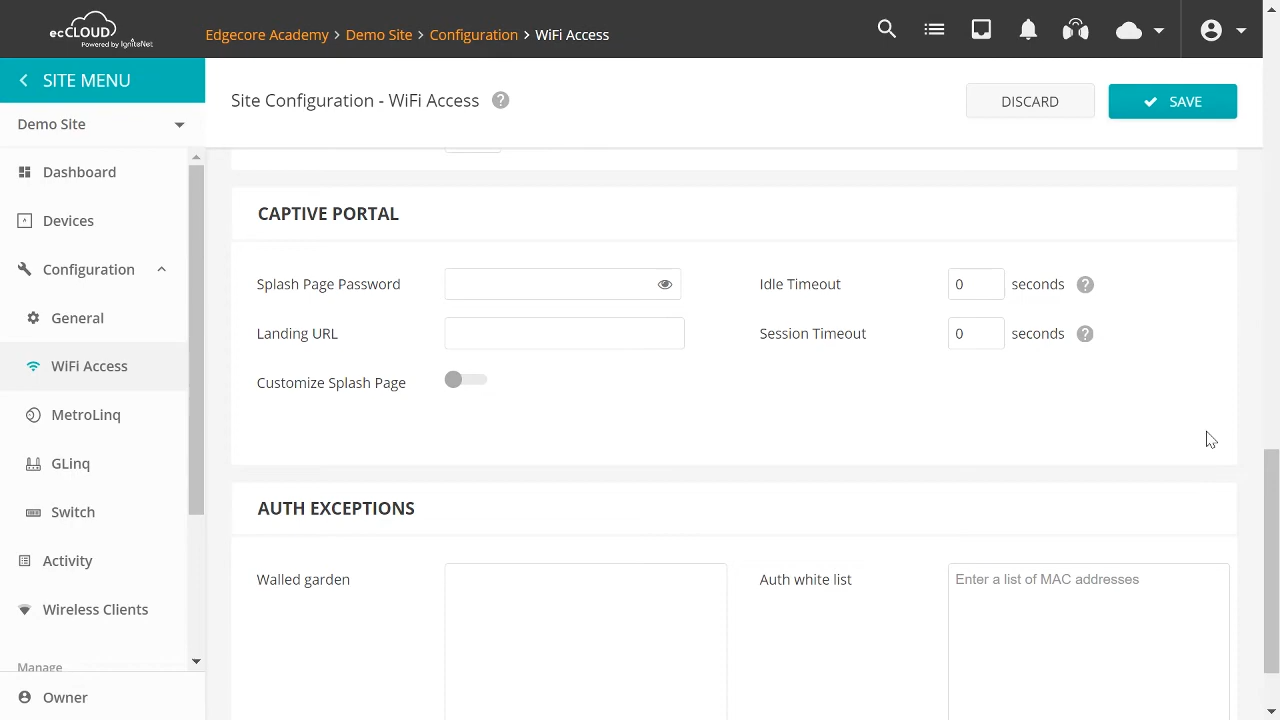 ecCLOUD
Powered by IgniteNet
Edgecore Academy > Demo Site > Configuration > WiFi Access
SITE MENU
Site Configuration - WiFi Access ?
DISCARD
SAVE
Demo Site
Dashboard
Devices
Configuration
General
WiFi Access
MetroLinq
GLinq
Switch
Activity
Wireless Clients
Manage
Owner
CAPTIVE PORTAL
Splash Page Password
Idle Timeout 0 seconds ?
Landing URL
Session Timeout 0 seconds ?
Customize Splash Page
AUTH EXCEPTIONS
Walled garden
Auth white list
Enter a list of MAC addresses